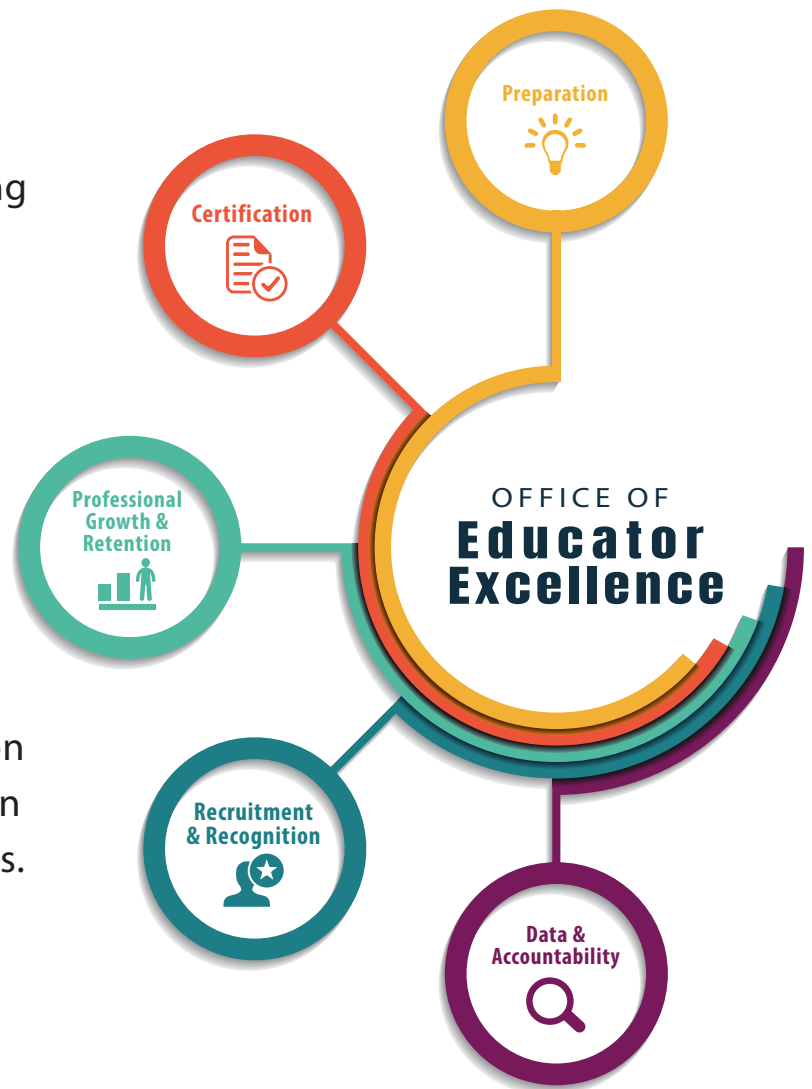 Preparation
Certification
Professional
Growth &
Retention
OFFICE OF
Educator
Excellence
Recruitment
& Recognition
Data &
Accountability